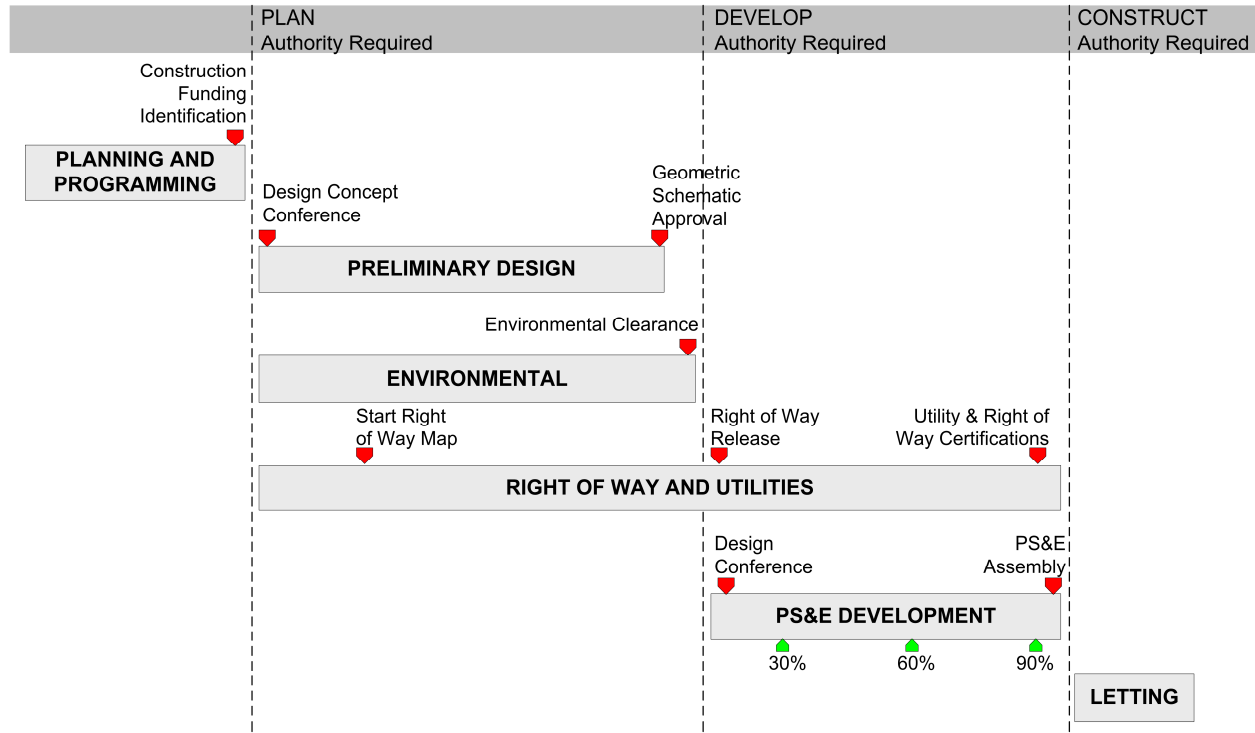 PLAN
Authority Required
DEVELOP
Authority Required
CONSTRUCT
Authority Required
Construction
Funding
Identification
PLANNING AND
PROGRAMMING
Design Concept
Conference
Geometric
Schematic
Approval
PRELIMINARY DESIGN
Environmental Clearance
ENVIRONMENTAL
Start Right
of Way Map
Right of Way
Release
Utility & Right of
Way Certifications
RIGHT OF WAY AND UTILITIES
Design
Conference
PS&E
Assembly
PS&E DEVELOPMENT
30%
60%
90%
LETTING